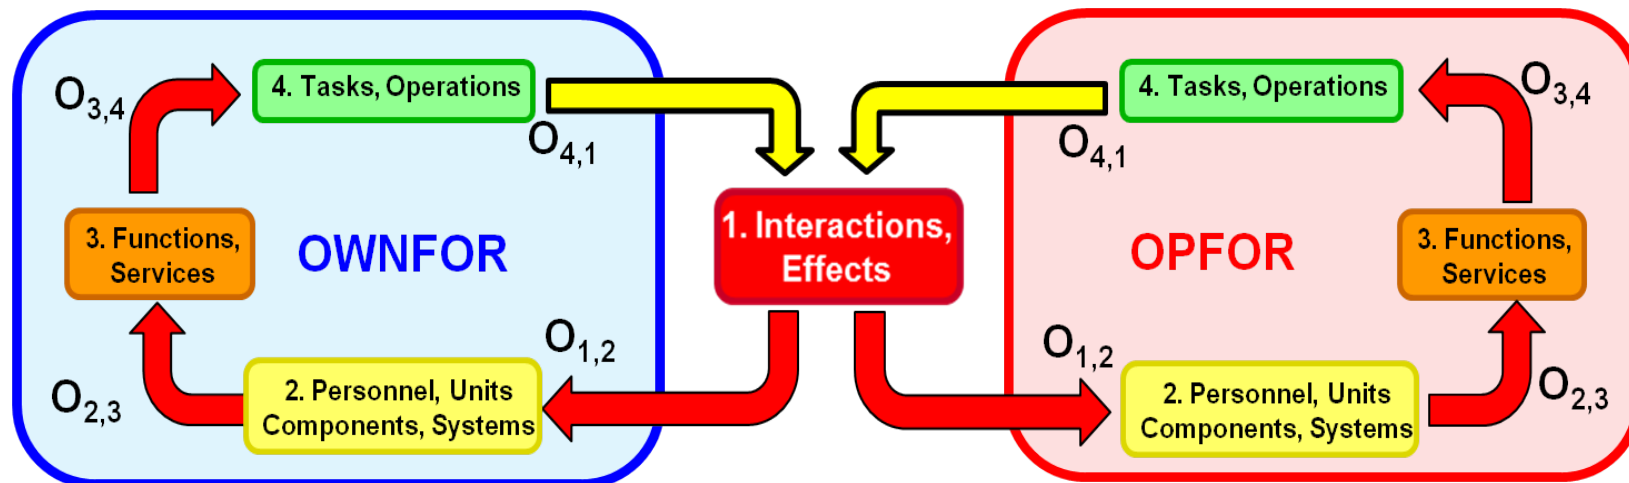 O3,4
4. Tasks, Operations
O4,1
3. Functions,
Services
OWNFOR
O2,3
2. Personnel, Units
Components, Systems
O1,2
1. Interactions,
Effects
4. Tasks, Operations
O3,4
O4,1
OPFOR
3. Functions,
Services
O1,2
2. Personnel, Units
Components, Systems
O2,3